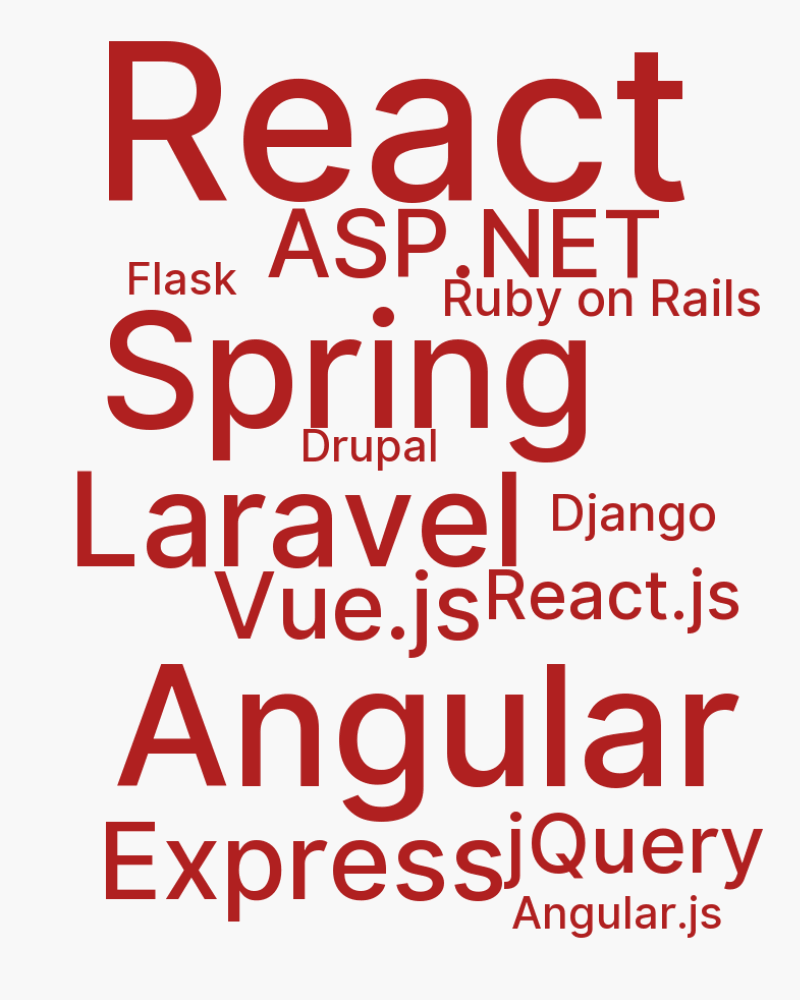 React
ASP.NET
Flask
Ruby on Rails
Spring
Drupal
Laravel
Django
Vue.js
React.js
Angular
Express
jQuery
Angular.js